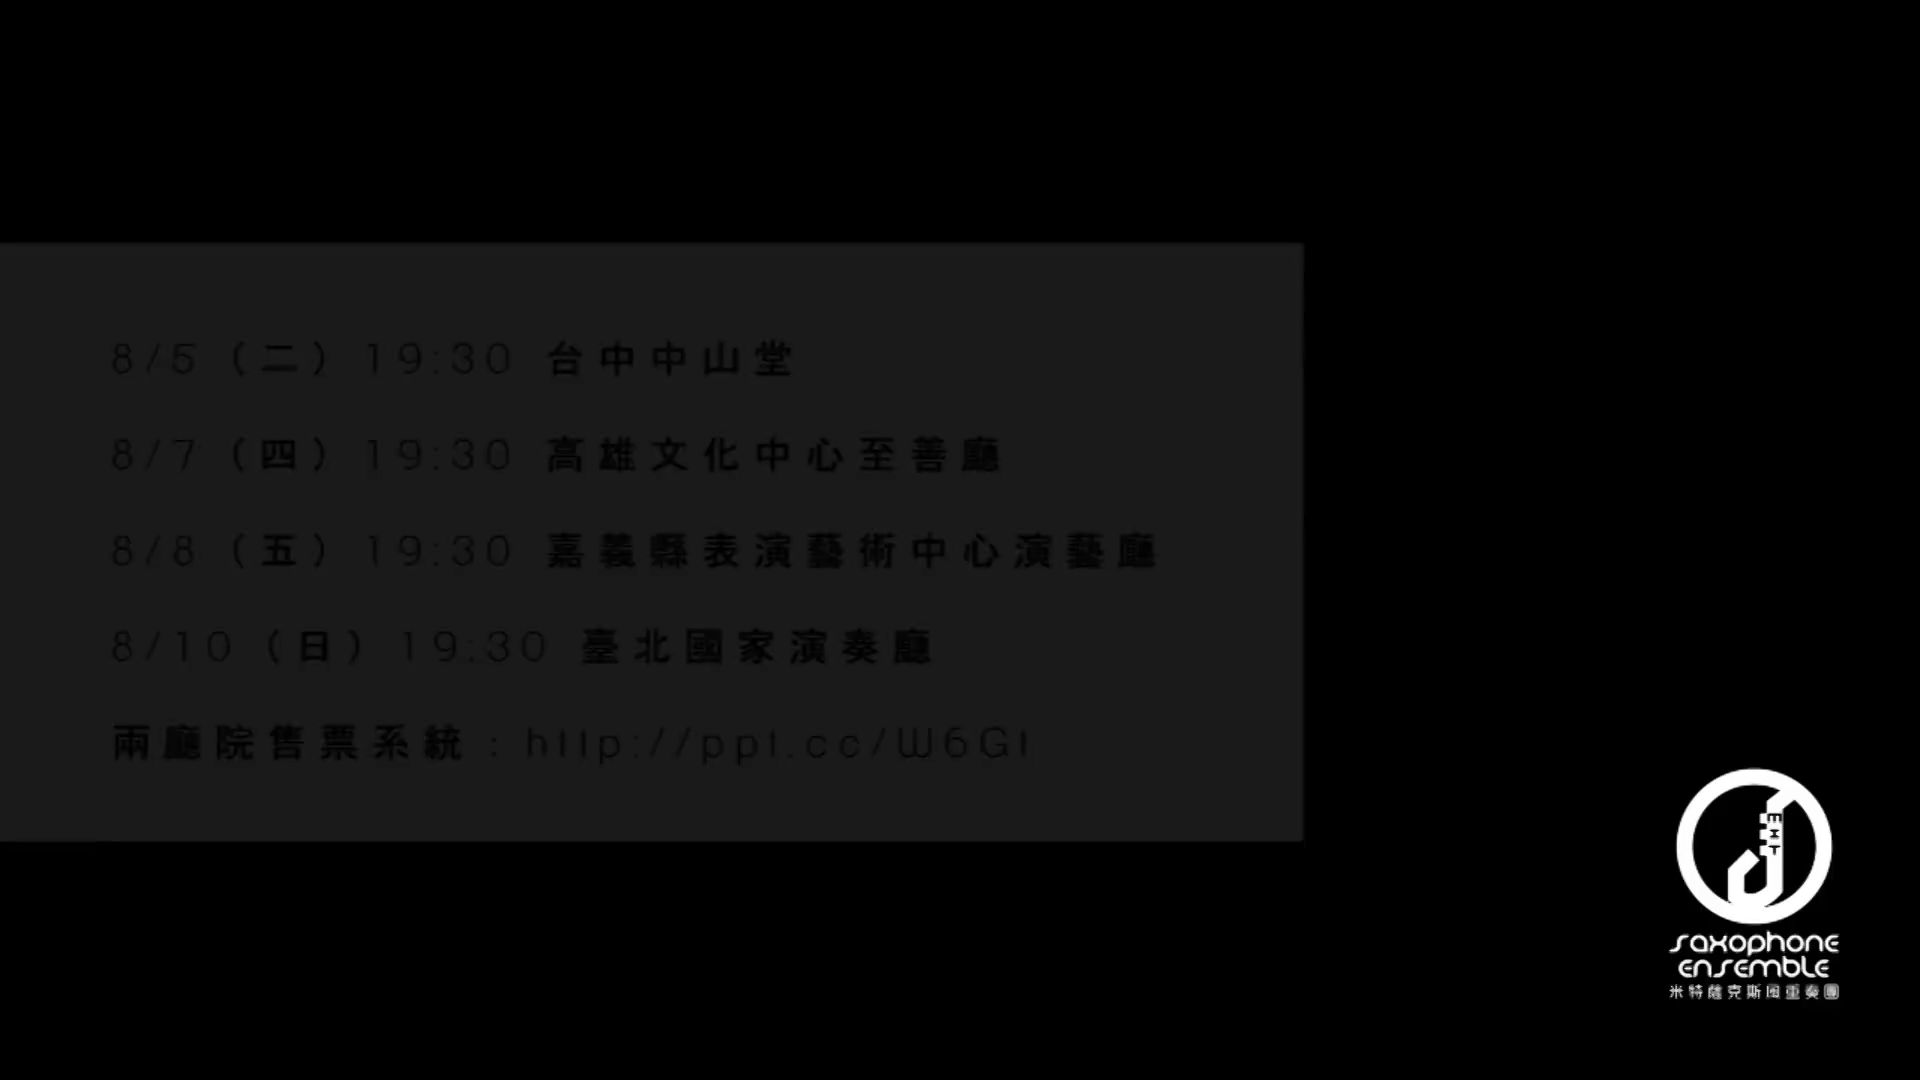 8/5（二）19:30 台中中山堂
8/7（四）19:30 高雄文化中心至善廳
8/8（五）19:30 嘉義縣表演藝術中心演藝廳
8/10（日）19:30 臺北國家演奏廳
兩廳院售票系統：http://ppt.cc/W6GI
MIT
saxophone
ensemble
米特薩克斯風重奏團